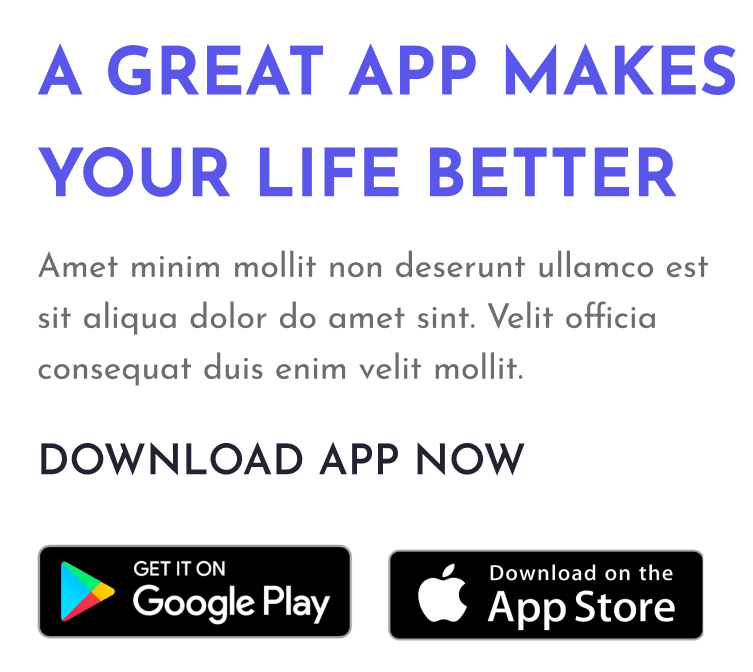 A GREAT APP MAKES
YOUR LIFE BETTER
Amet minim mollit non deserunt ullamco est
sit aliqua dolor do amet sint. Velit officia
consequat duis enim velit mollit.
DOWNLOAD APP NOW
GET IT ON
Google Play
Download on the
App Store